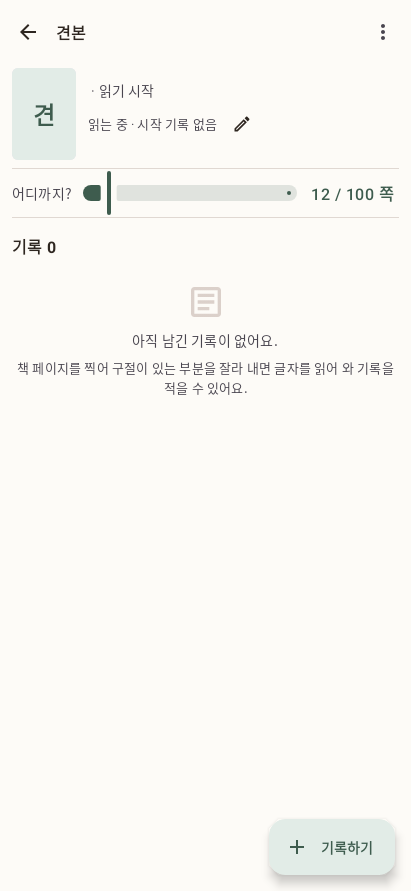 견본
견
· 읽기 시작
읽는 중 · 시작 기록 없음
어디까지?
12 / 100 쪽
기록 0
아직 남긴 기록이 없어요.
책 페이지를 찍어 구절이 있는 부분을 잘라 내면 글자를 읽어 와 기록을
적을 수 있어요.
기록하기